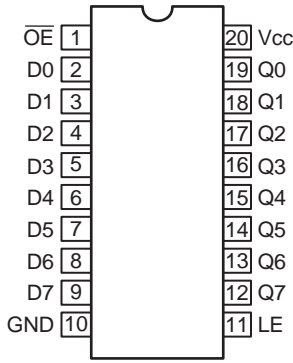 O̅E̅ 1 20 Vcc
D0 2 19 Q0
D1 3 18 Q1
D2 4 17 Q2
D3 5 16 Q3
D4 6 15 Q4
D5 7 14 Q5
D6 8 13 Q6
D7 9 12 Q7
GND 10 11 LE